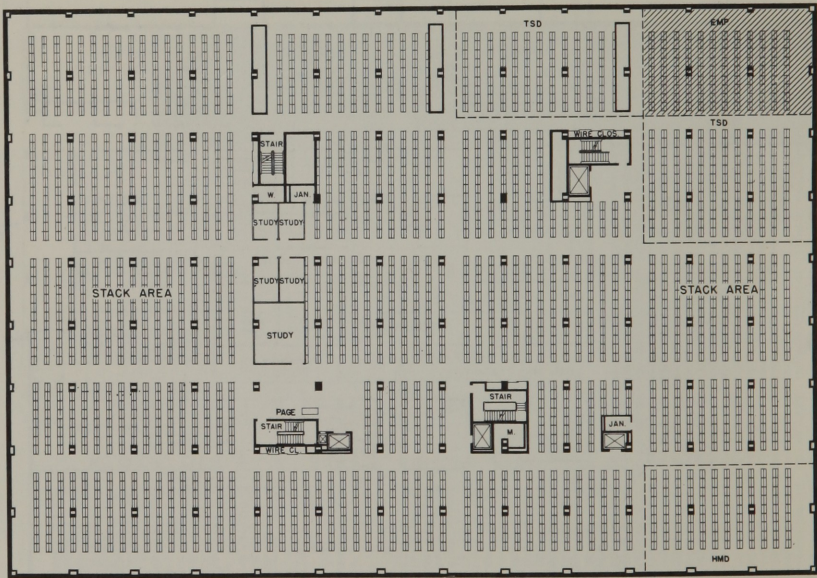 TSD
EMP
WIRE CLOS.
TSD
STAIR
W. JAN.
STUDY STUDY
STUDY STUDY
STACK AREA
STACK AREA
STUDY
PAGE
STAIR
STAIR
M.
JAN.
WIRE CL.
HMD